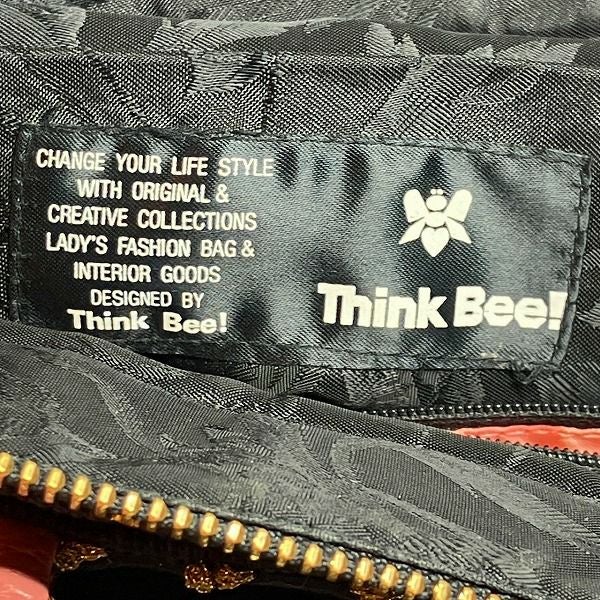 CHANGE YOUR LIFE STYLE
WITH ORIGINAL &
CREATIVE COLLECTIONS
LADY'S FASHION BAG &
INTERIOR GOODS
DESIGNED BY
Think Bee!
Think Bee!